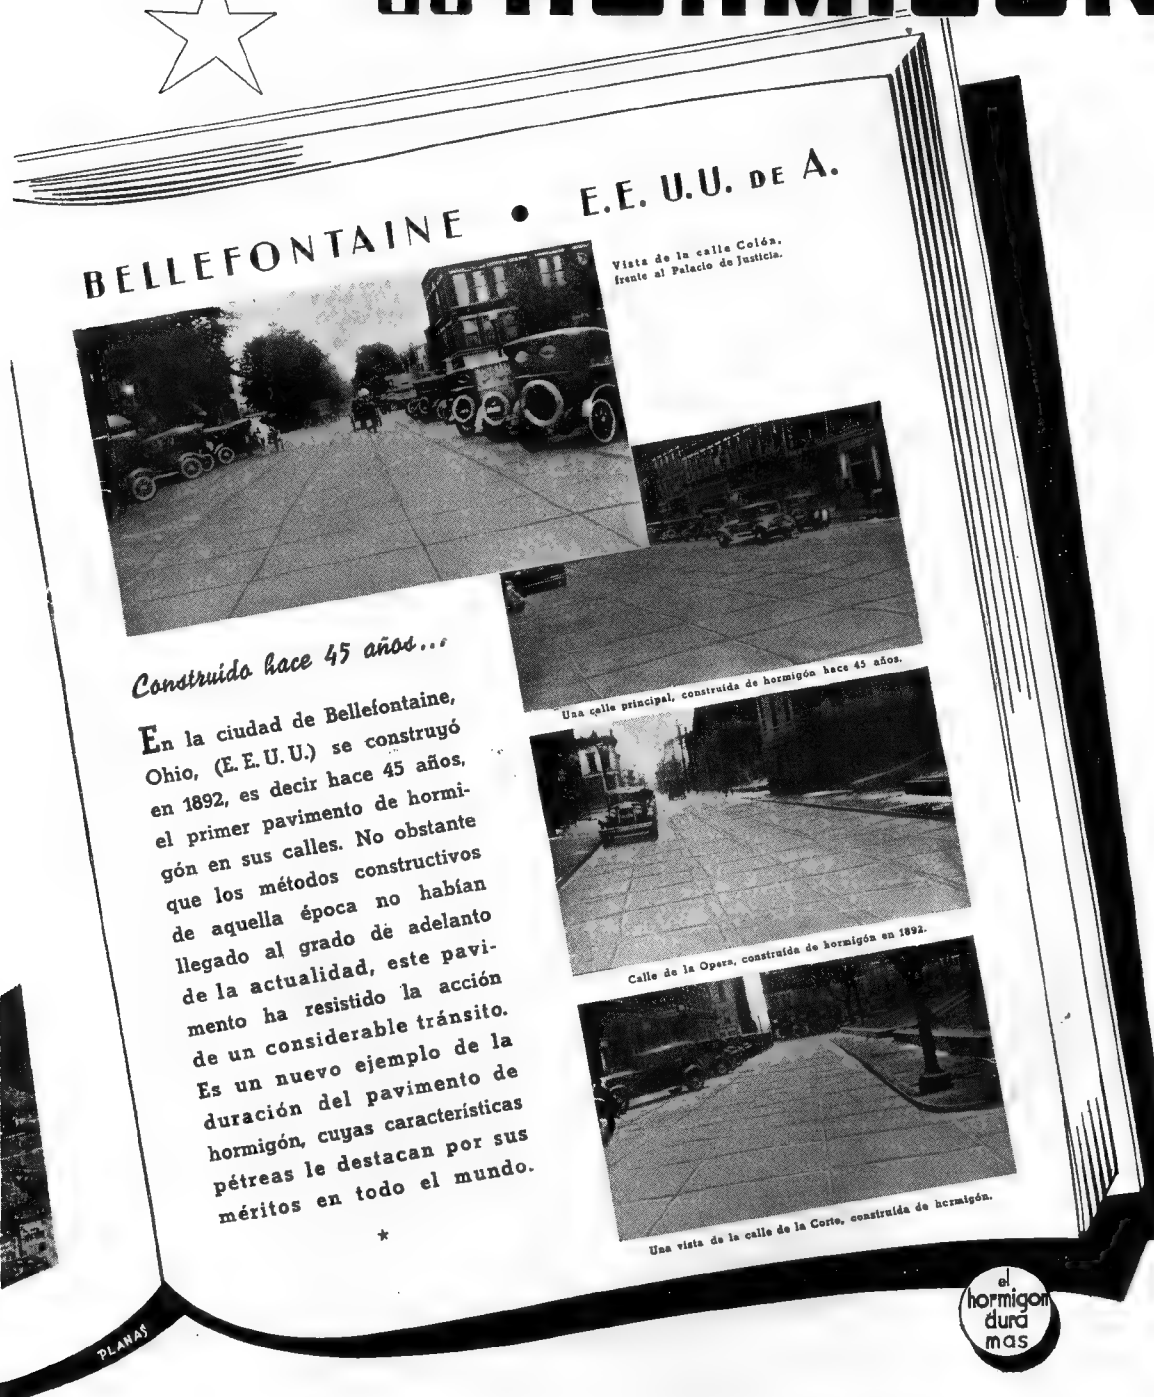 BELLEFONTAINE • E.E. U.U. DE A.
Vista de la calle Colón,
frente al Palacio de Justicia.
Construído hace 45 años...
En la ciudad de Bellefontaine,
Ohio, (E. E. U. U.) se construyó
en 1892, es decir hace 45 años,
el primer pavimento de hormi-
gón en sus calles. No obstante
que los métodos constructivos
de aquella época no habían
llegado al grado de adelanto
de la actualidad, este pavi-
mento ha resistido la acción
de un considerable tránsito.
Es un nuevo ejemplo de la
duración del pavimento de
hormigón, cuyas características
pétreas le destacan por sus
méritos en todo el mundo.
Una calle principal, construída de hormigón hace 45 años.
Calle de la Opera, construída de hormigón en 1892.
Una vista de la calle de la Corte, construída de hormigón.
PLANAS
el
hormigon
dura
mas